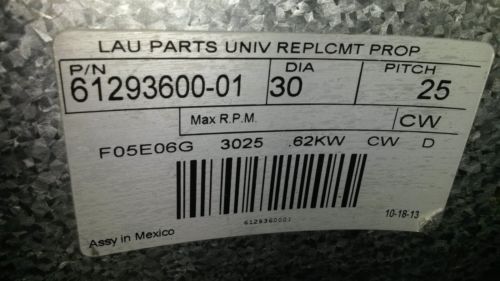 LAU PARTS UNIV REPLCMT PROP
P/N DIA PITCH
61293600-01 30 25
Max R.P.M. CW
F05E06G 3025 .62KW CW D
6129360001
10-18-13
Assy in Mexico